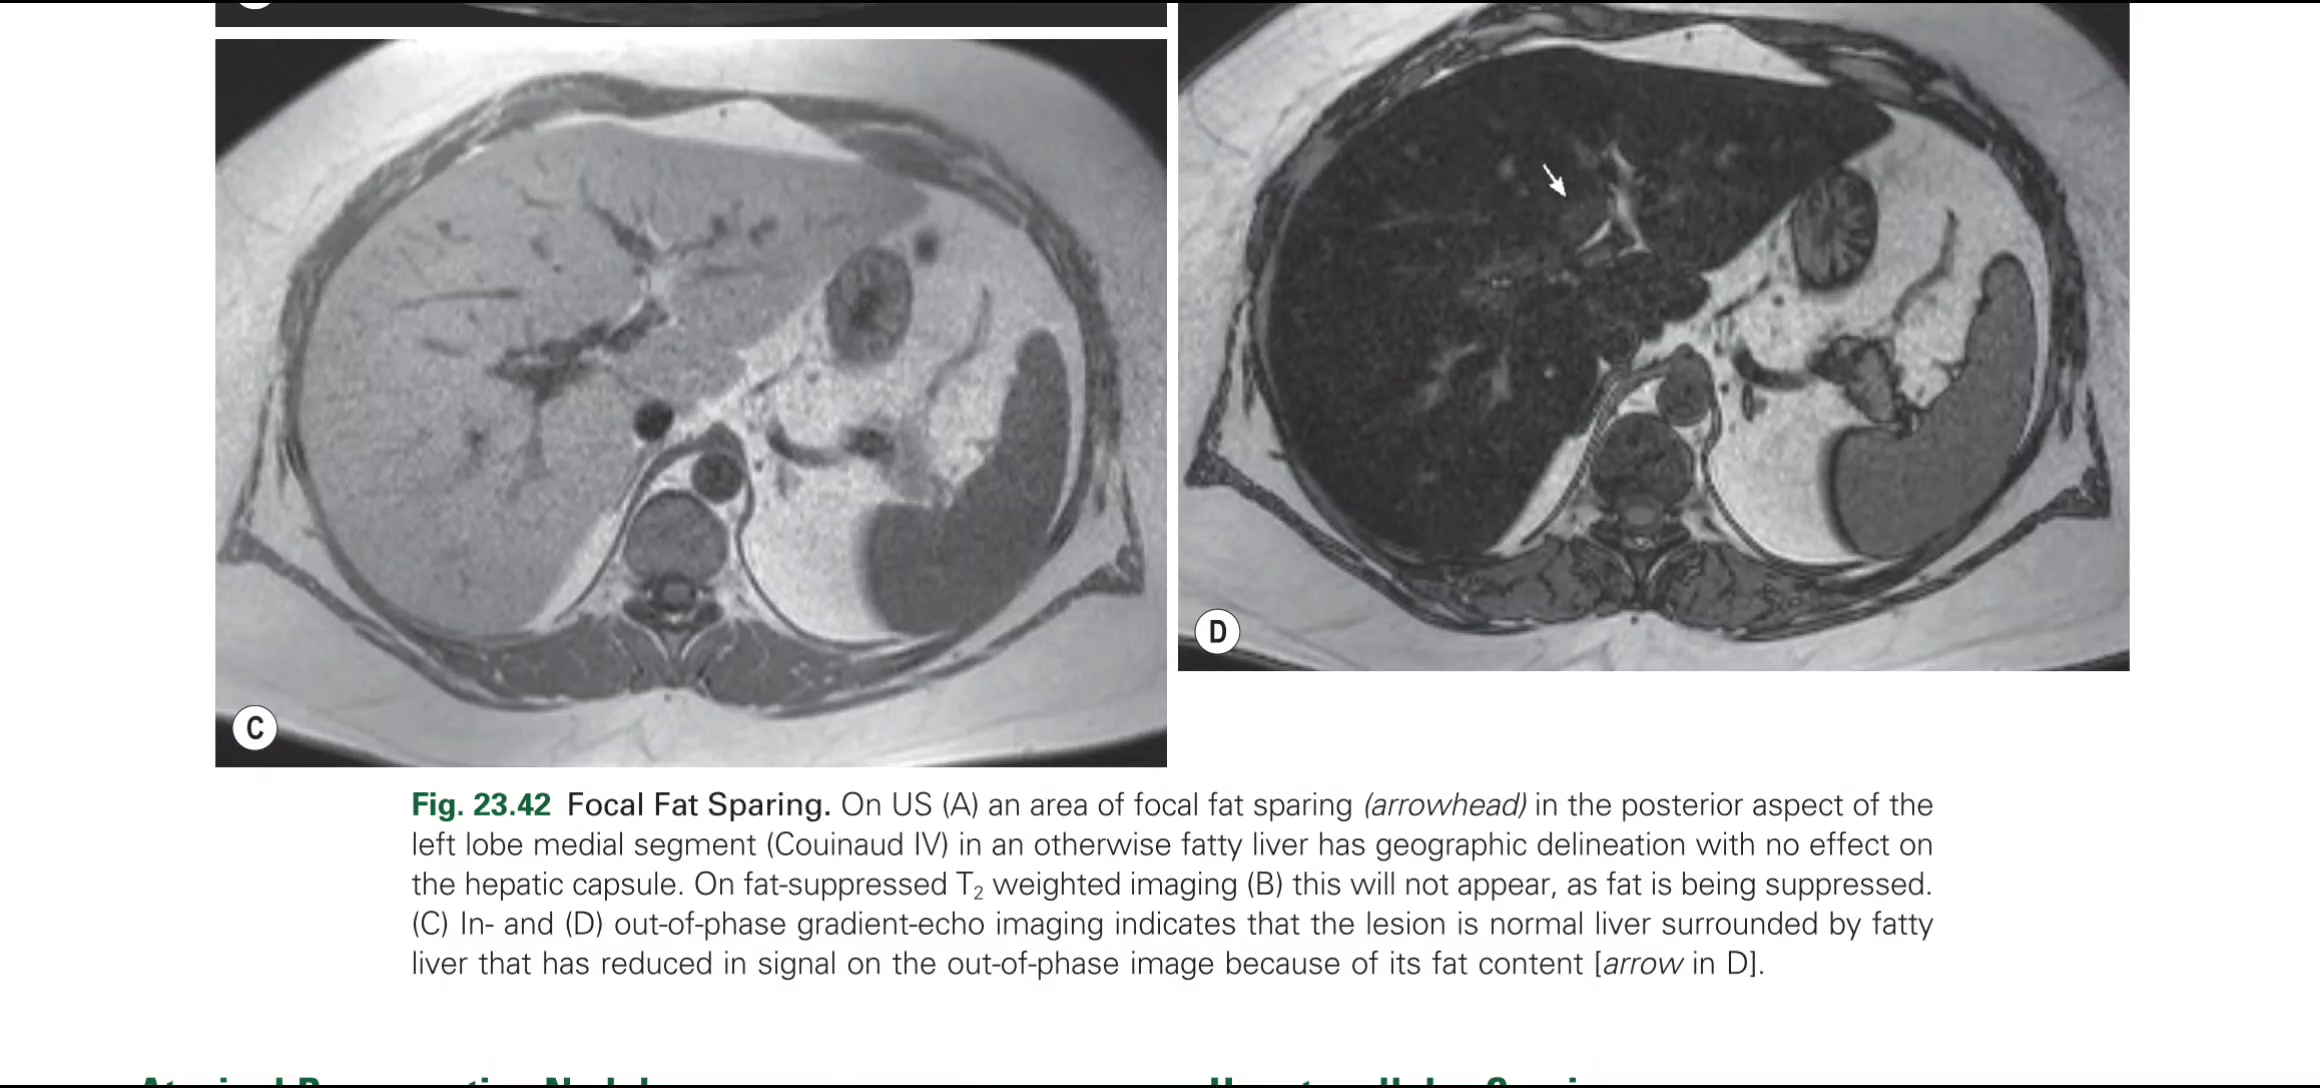 C
D
Fig. 23.42 Focal Fat Sparing. On US (A) an area of focal fat sparing (arrowhead) in the posterior aspect of the
left lobe medial segment (Couinaud IV) in an otherwise fatty liver has geographic delineation with no effect on
the hepatic capsule. On fat-suppressed T₂ weighted imaging (B) this will not appear, as fat is being suppressed.
(C) In- and (D) out-of-phase gradient-echo imaging indicates that the lesion is normal liver surrounded by fatty
liver that has reduced in signal on the out-of-phase image because of its fat content [arrow in D].